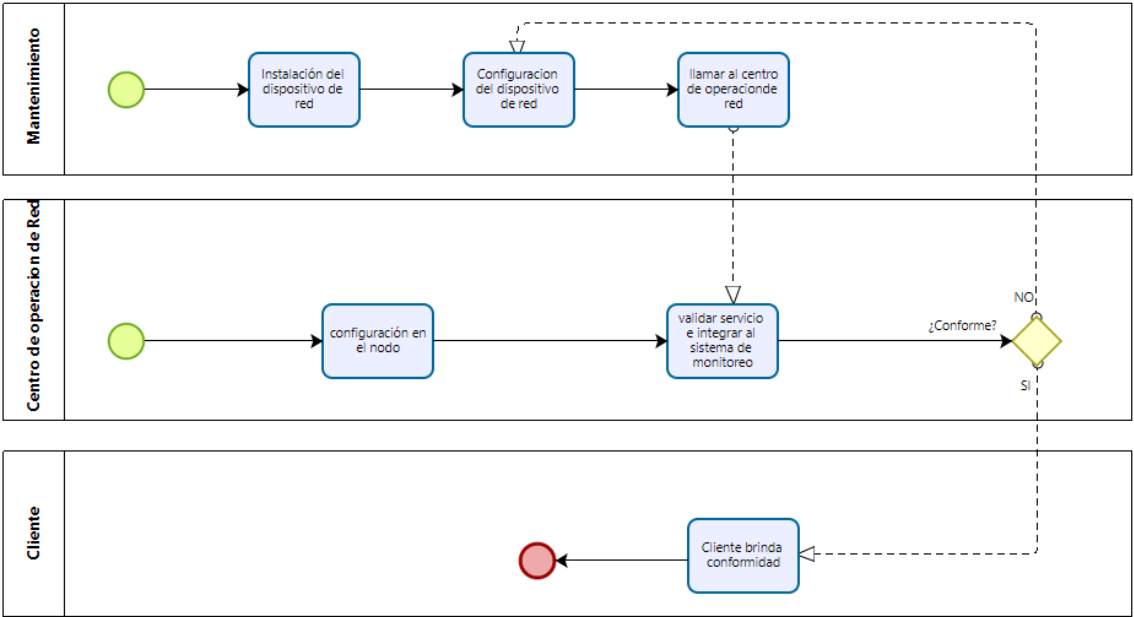 Mantenimiento
Instalación del
dispositivo de
red
Configuracion
del dispositivo
de red
llamar al centro
de operacionde
red
Centro de operacion de Red
configuración en
el nodo
validar servicio
e integrar al
sistema de
monitoreo
¿Conforme?
NO
SI
Cliente
Cliente brinda
conformidad